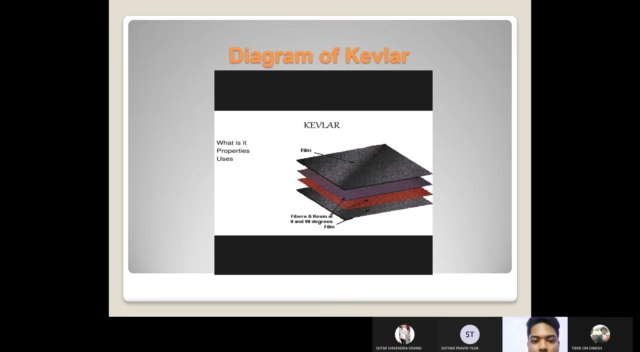 Diagram of Kevlar
KEVLAR
What is it
Properties
Uses
Film
Fibers & Resin at
0 and 90 degrees
Film
ST